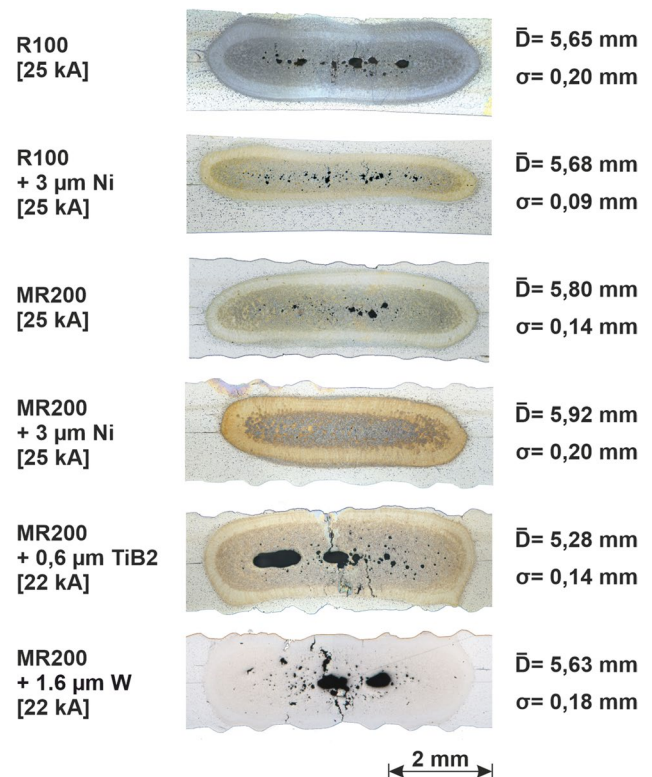 R100
[25 kA]
D̅= 5,65 mm
σ= 0,20 mm
R100
+ 3 µm Ni
[25 kA]
D̅= 5,68 mm
σ= 0,09 mm
MR200
[25 kA]
D̅= 5,80 mm
σ= 0,14 mm
MR200
+ 3 µm Ni
[25 kA]
D̅= 5,92 mm
σ= 0,20 mm
MR200
+ 0,6 µm TiB2
[22 kA]
D̅= 5,28 mm
σ= 0,14 mm
MR200
+ 1.6 µm W
[22 kA]
D̅= 5,63 mm
σ= 0,18 mm
2 mm